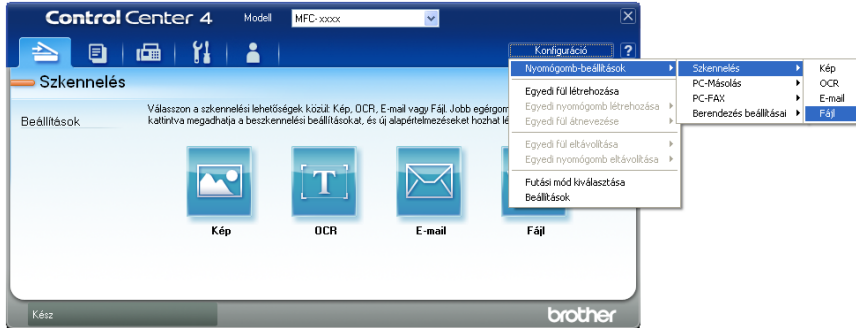 Control Center 4 Modell MFC-xxxx
Konfiguráció ?
Szkennelés
Beállítások
Válasszon a szkennelési lehetőségek közül: Kép, OCR, E-mail vagy Fájl. Jobb egérgom
kattintva megadhatja a beszkennelési beállításokat, és új alapértelmezéseket hozhat lé
Kép OCR E-mail Fájl
Nyomógomb-beállítások
Egyedi fül létrehozása
Egyedi nyomógomb létrehozása
Egyedi fül átnevezése
Egyedi fül eltávolítása
Egyedi nyomógomb eltávolítása
Futási mód kiválasztása
Beállítások
Szkennelés
PC-Másolás
PC-FAX
Berendezés beállításai
Kép
OCR
E-mail
Fájl
Kész brother